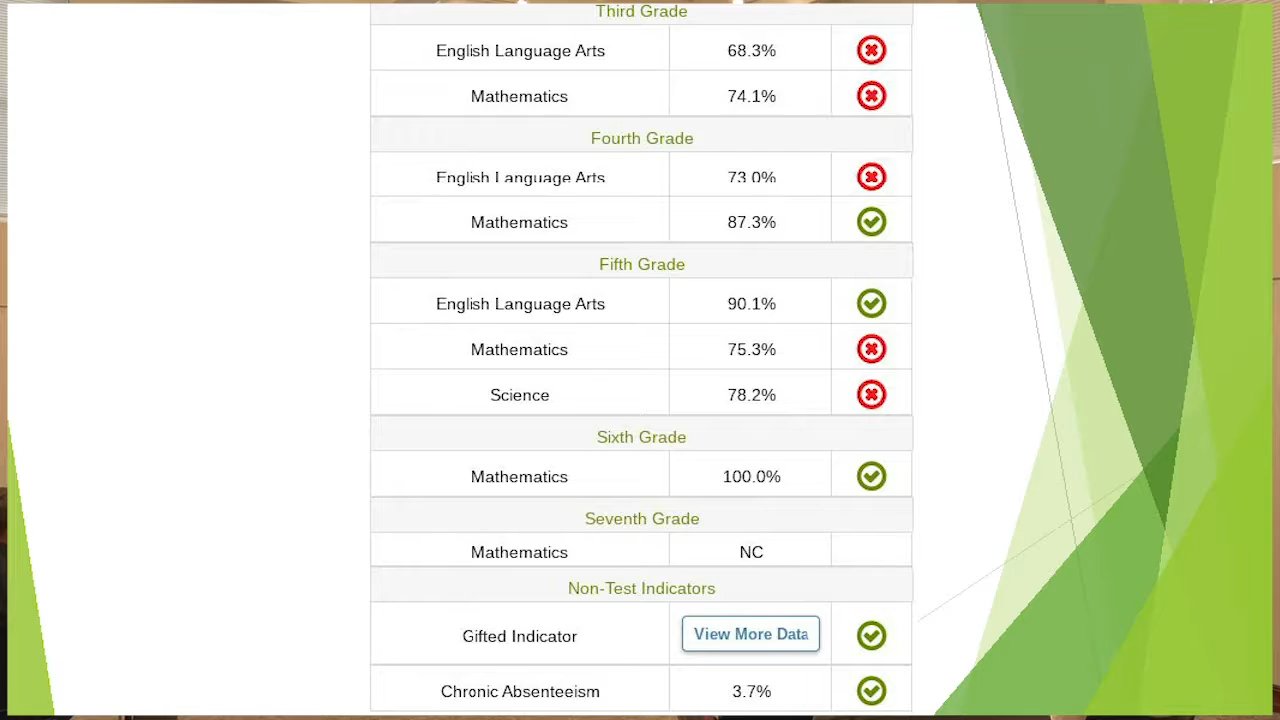 Third Grade
English Language Arts 68.3%
Mathematics 74.1%
Fourth Grade
English Language Arts 73.0%
Mathematics 87.3%
Fifth Grade
English Language Arts 90.1%
Mathematics 75.3%
Science 78.2%
Sixth Grade
Mathematics 100.0%
Seventh Grade
Mathematics NC
Non-Test Indicators
Gifted Indicator View More Data
Chronic Absenteeism 3.7%